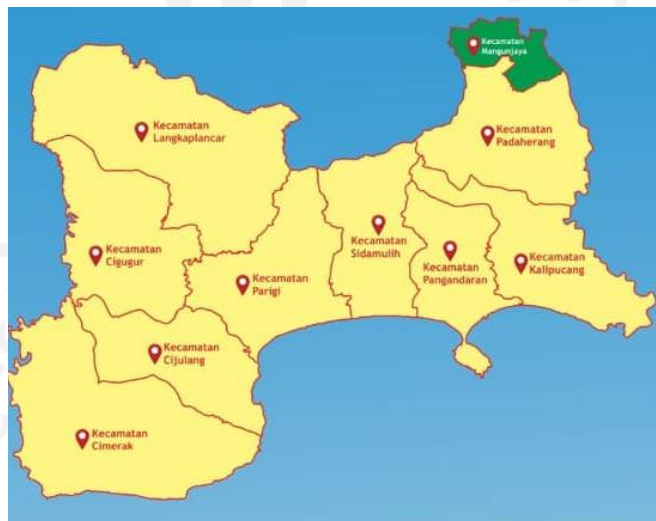 Kecamatan
Mangunjaya
Kecamatan
Langkaplancar
Kecamatan
Padaherang
Kecamatan
Cigugur
Kecamatan
Sidamulih
Kecamatan
Pangandaran
Kecamatan
Kalipucang
Kecamatan
Parigi
Kecamatan
Cijulang
Kecamatan
Cimerak